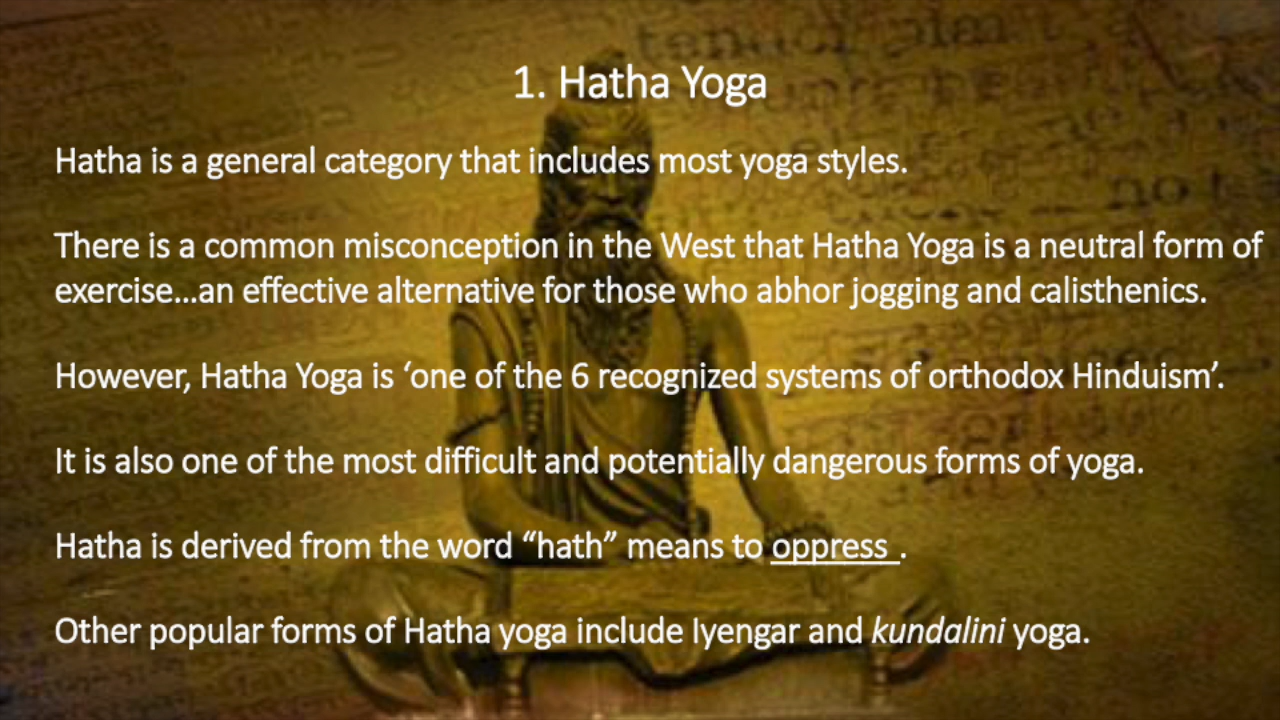 tender plant, a
no
1. Hatha Yoga
Hatha is a general category that includes most yoga styles.
There is a common misconception in the West that Hatha Yoga is a neutral form of
exercise...an effective alternative for those who abhor jogging and calisthenics.
However, Hatha Yoga is ‘one of the 6 recognized systems of orthodox Hinduism’.
It is also one of the most difficult and potentially dangerous forms of yoga.
Hatha is derived from the word “hath” means to oppress .
Other popular forms of Hatha yoga include Iyengar and kundalini yoga.